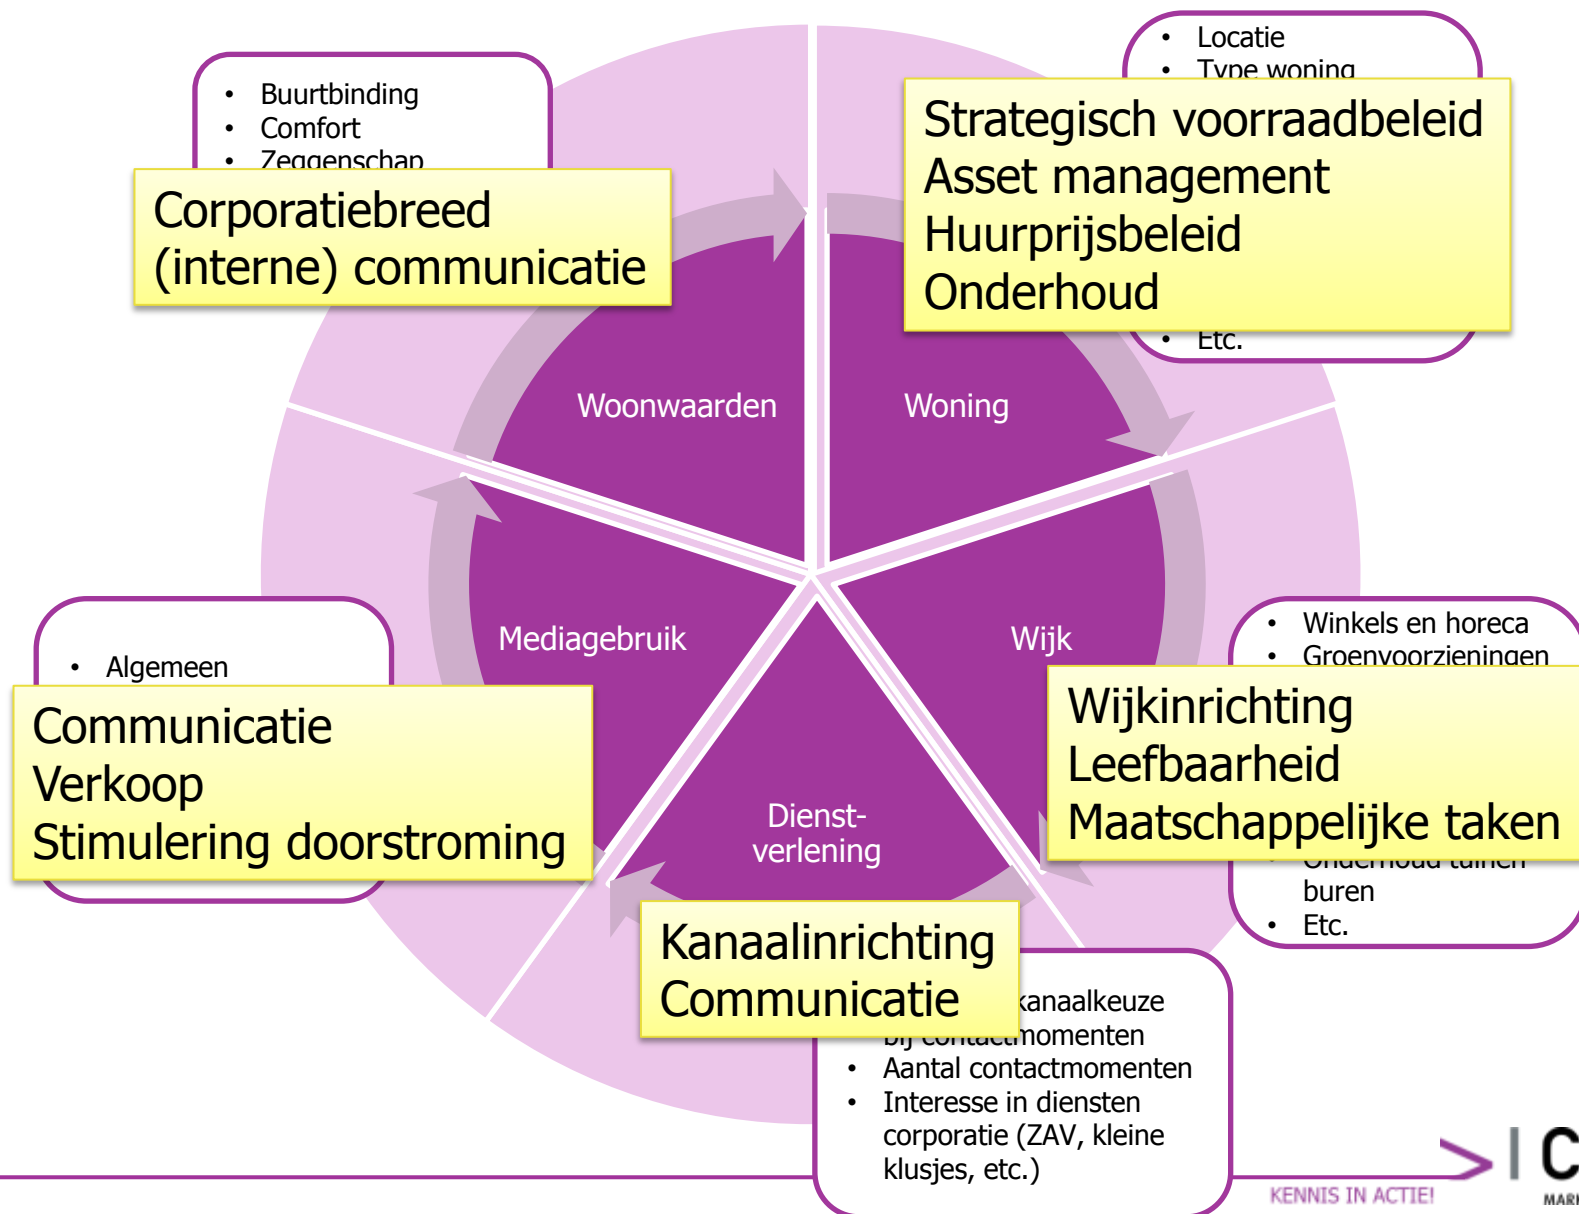 • Buurtbinding
• Comfort
• Zeggenschap
Corporatiebreed
(interne) communicatie
• Locatie
• Type woning
Strategisch voorraadbeleid
Asset management
Huurprijsbeleid
Onderhoud
• Etc.
Woonwaarden
Woning
Mediagebruik
Wijk
Dienst-
verlening
• Algemeen
Communicatie
Verkoop
Stimulering doorstroming
• Winkels en horeca
• Groenvoorzieningen
Wijkinrichting
Leefbaarheid
Maatschappelijke taken
• Onderhoud tuinen
buren
• Etc.
Kanaalinrichting
Communicatie
kanaalkeuze
bij contactmomenten
• Aantal contactmomenten
• Interesse in diensten
corporatie (ZAV, kleine
klusjes, etc.)
KENNIS IN ACTIE!